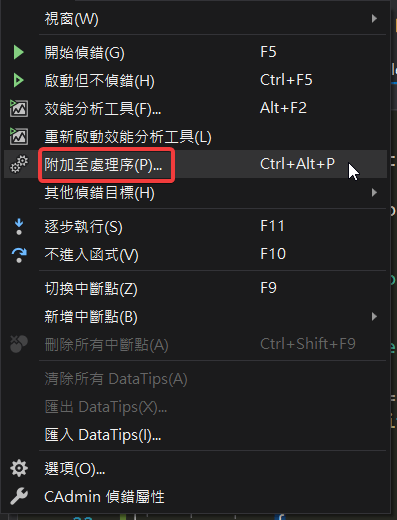 視窗(W)
開始偵錯(G) F5
啟動但不偵錯(H) Ctrl+F5
效能分析工具(F)... Alt+F2
重新啟動效能分析工具(L)
附加至處理序(P)... Ctrl+Alt+P
其他偵錯目標(H)
逐步執行(S) F11
不進入函式(V) F10
切換中斷點(Z) F9
新增中斷點(B)
刪除所有中斷點(A) Ctrl+Shift+F9
清除所有 DataTips(A)
匯出 DataTips(X)...
匯入 DataTips(I)...
選項(O)...
CAdmin 偵錯屬性